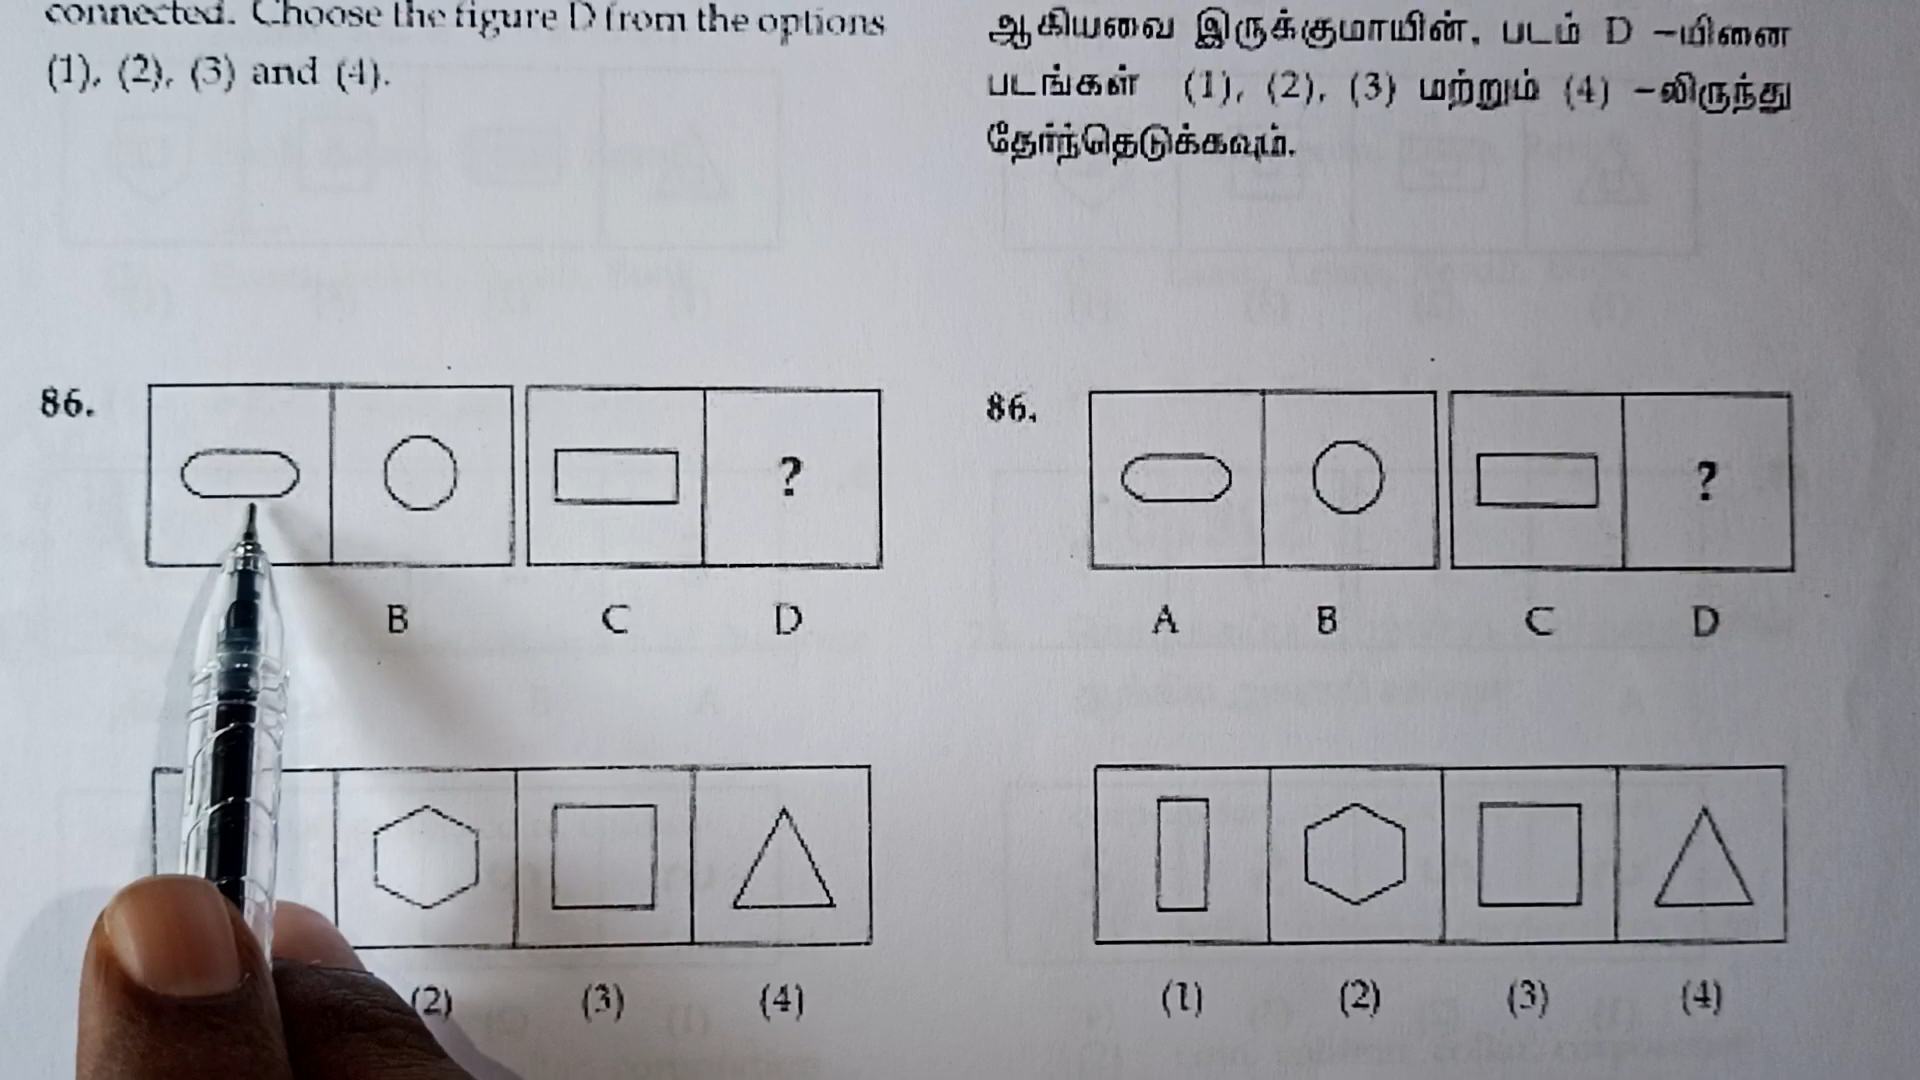 connected. Choose the figure D from the options
(1), (2), (3) and (4).
ஆகியவை இருக்குமாயின், படம் D -யினை
படங்கள் (1), (2), (3) மற்றும் (4) -லிருந்து
தேர்ந்தெடுக்கவும்.
86.
?
B C D
(2) (3) (4)
86.
?
A B C D
(1) (2) (3) (4)